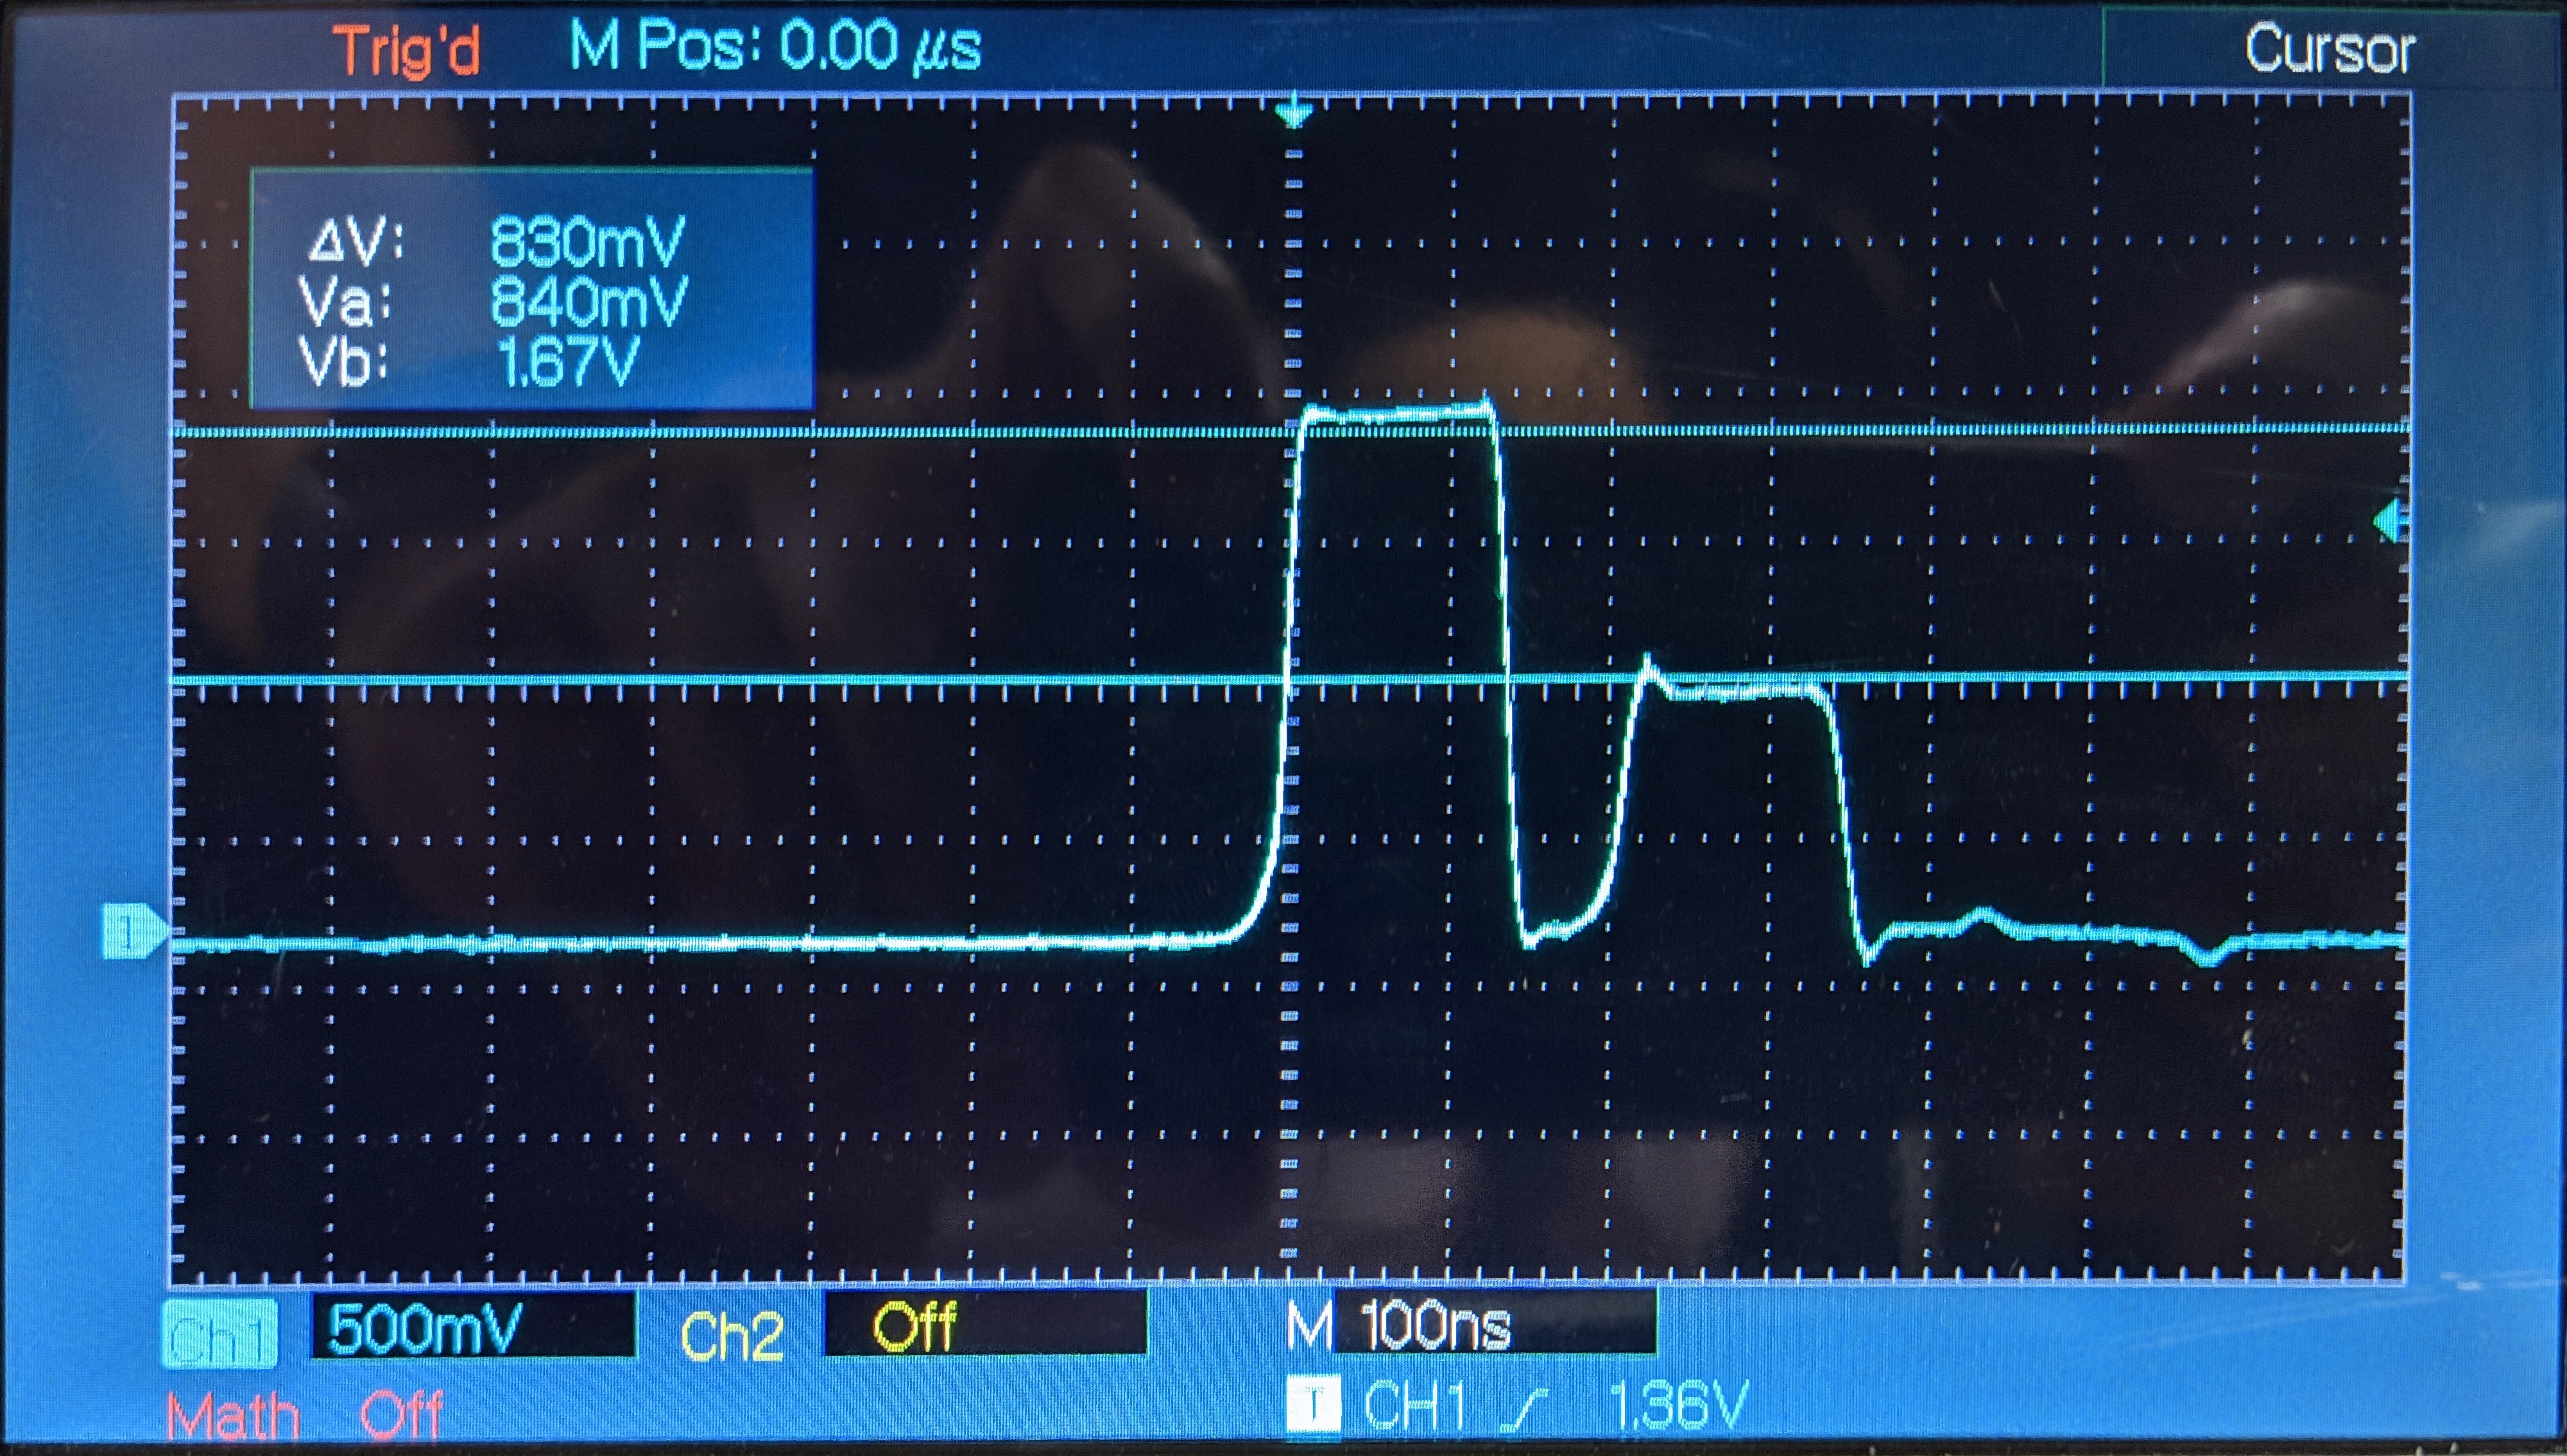 Trig'd M Pos: 0.00 μs Cursor
ΔV: 830mV
Va: 840mV
Vb: 1.67V
1
Ch1 500mV Ch2 Off M 100ns
Math Off T CH1 1.36V